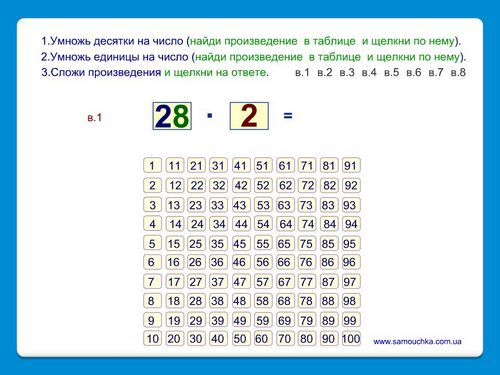 1.Умножь десятки на число (найди произведение в таблице и щелкни по нему).
2.Умножь единицы на число (найди произведение в таблице и щелкни по нему).
3.Сложи произведения и щелкни на ответе. в.1 в.2 в.3 в.4 в.5 в.6 в.7 в.8
в.1 28 · 2 =
1 11 21 31 41 51 61 71 81 91
2 12 22 32 42 52 62 72 82 92
3 13 23 33 43 53 63 73 83 93
4 14 24 34 44 54 64 74 84 94
5 15 25 35 45 55 65 75 85 95
6 16 26 36 46 56 66 76 86 96
7 17 27 37 47 57 67 77 87 97
8 18 28 38 48 58 68 78 88 98
9 19 29 39 49 59 69 79 89 99
10 20 30 40 50 60 70 80 90 100
www.samouchka.com.ua